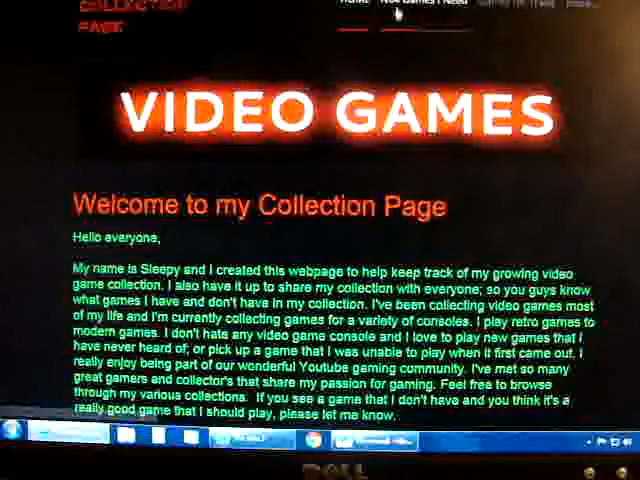 COLLECTION
PAGE
Home
N64 Games I Need
VIDEO GAMES
Welcome to my Collection Page
Hello everyone,
My name is Sleepy and I created this webpage to help keep track of my growing video
game collection. I also have it up to share my collection with everyone; so you guys know
what games I have and don't have in my collection. I've been collecting video games most
of my life and I'm currently collecting games for a variety of consoles. I play retro games to
modern games. I don't hate any video game console and I love to play new games that I
have never heard of; or pick up a game that I was unable to play when it first came out. I
really enjoy being part of our wonderful Youtube gaming community. I've met so many
great gamers and collector's that share my passion for gaming. Feel free to browse
through my various collections. If you see a game that I don't have and you think it's a
really good game that I should play, please let me know.
DELL